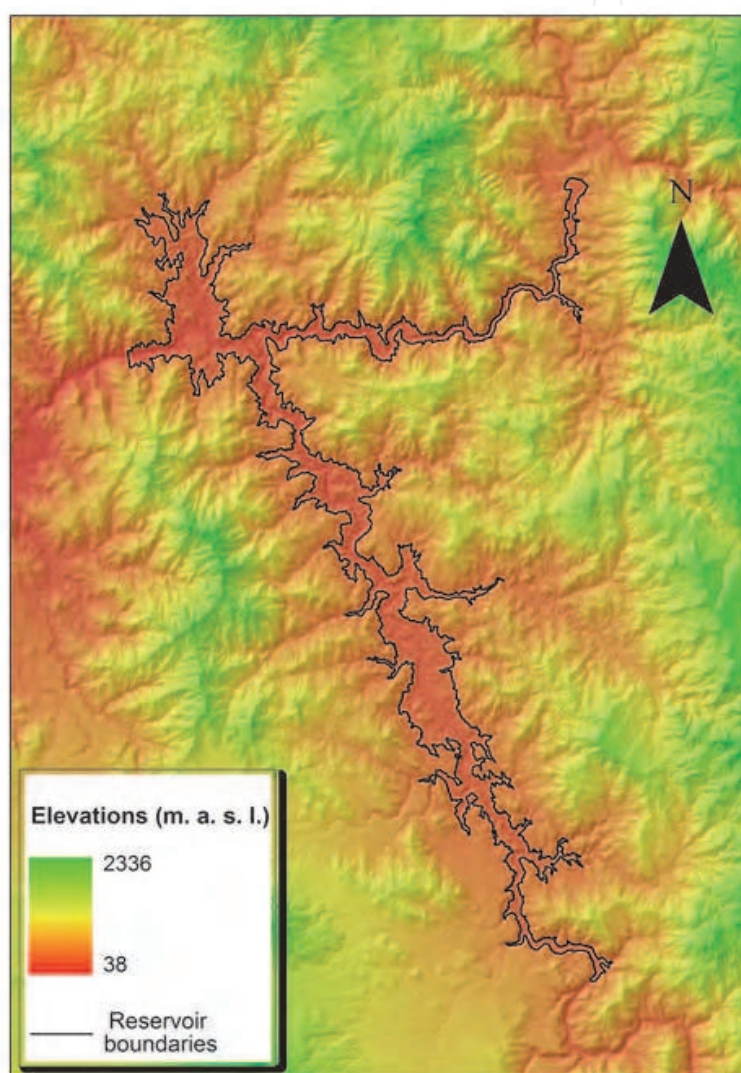 N
Elevations (m. a. s. l.)
2336
38
Reservoir
boundaries